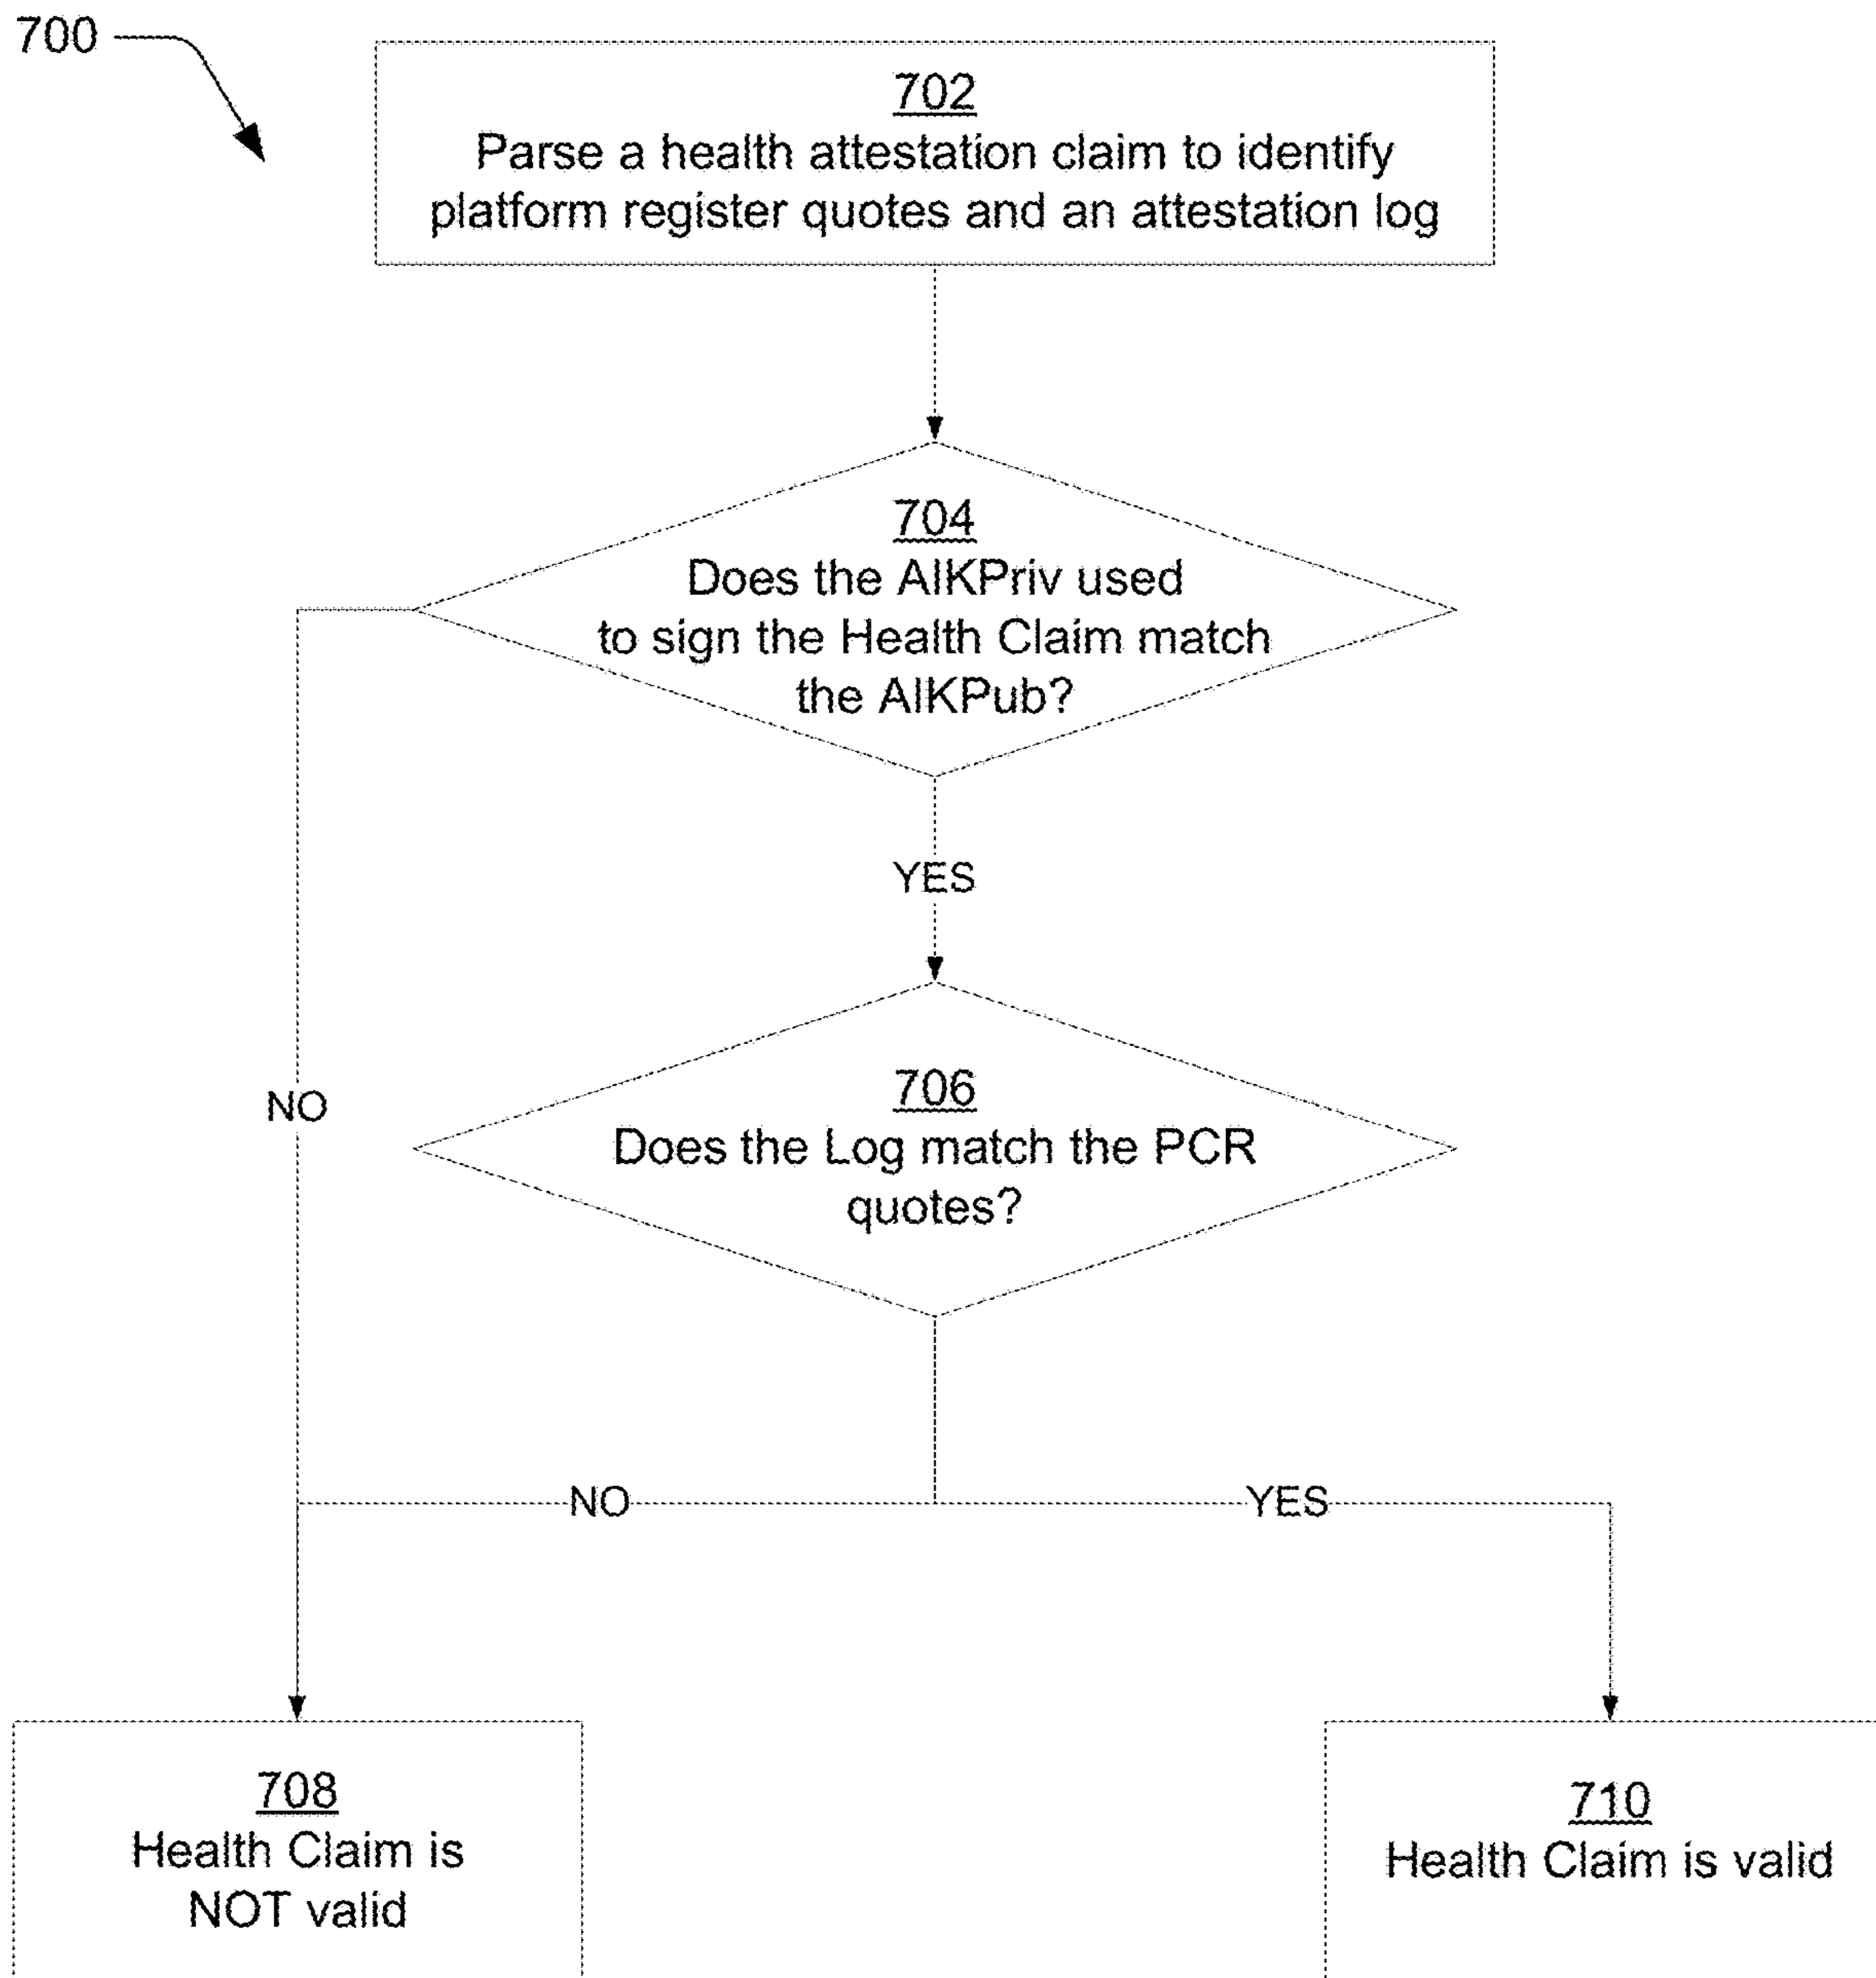 700
702
Parse a health attestation claim to identify
platform register quotes and an attestation log
704
Does the AIKPriv used
to sign the Health Claim match
the AIKPub?
YES
706
Does the Log match the PCR
quotes?
NO
NO
YES
708
Health Claim is
NOT valid
710
Health Claim is valid